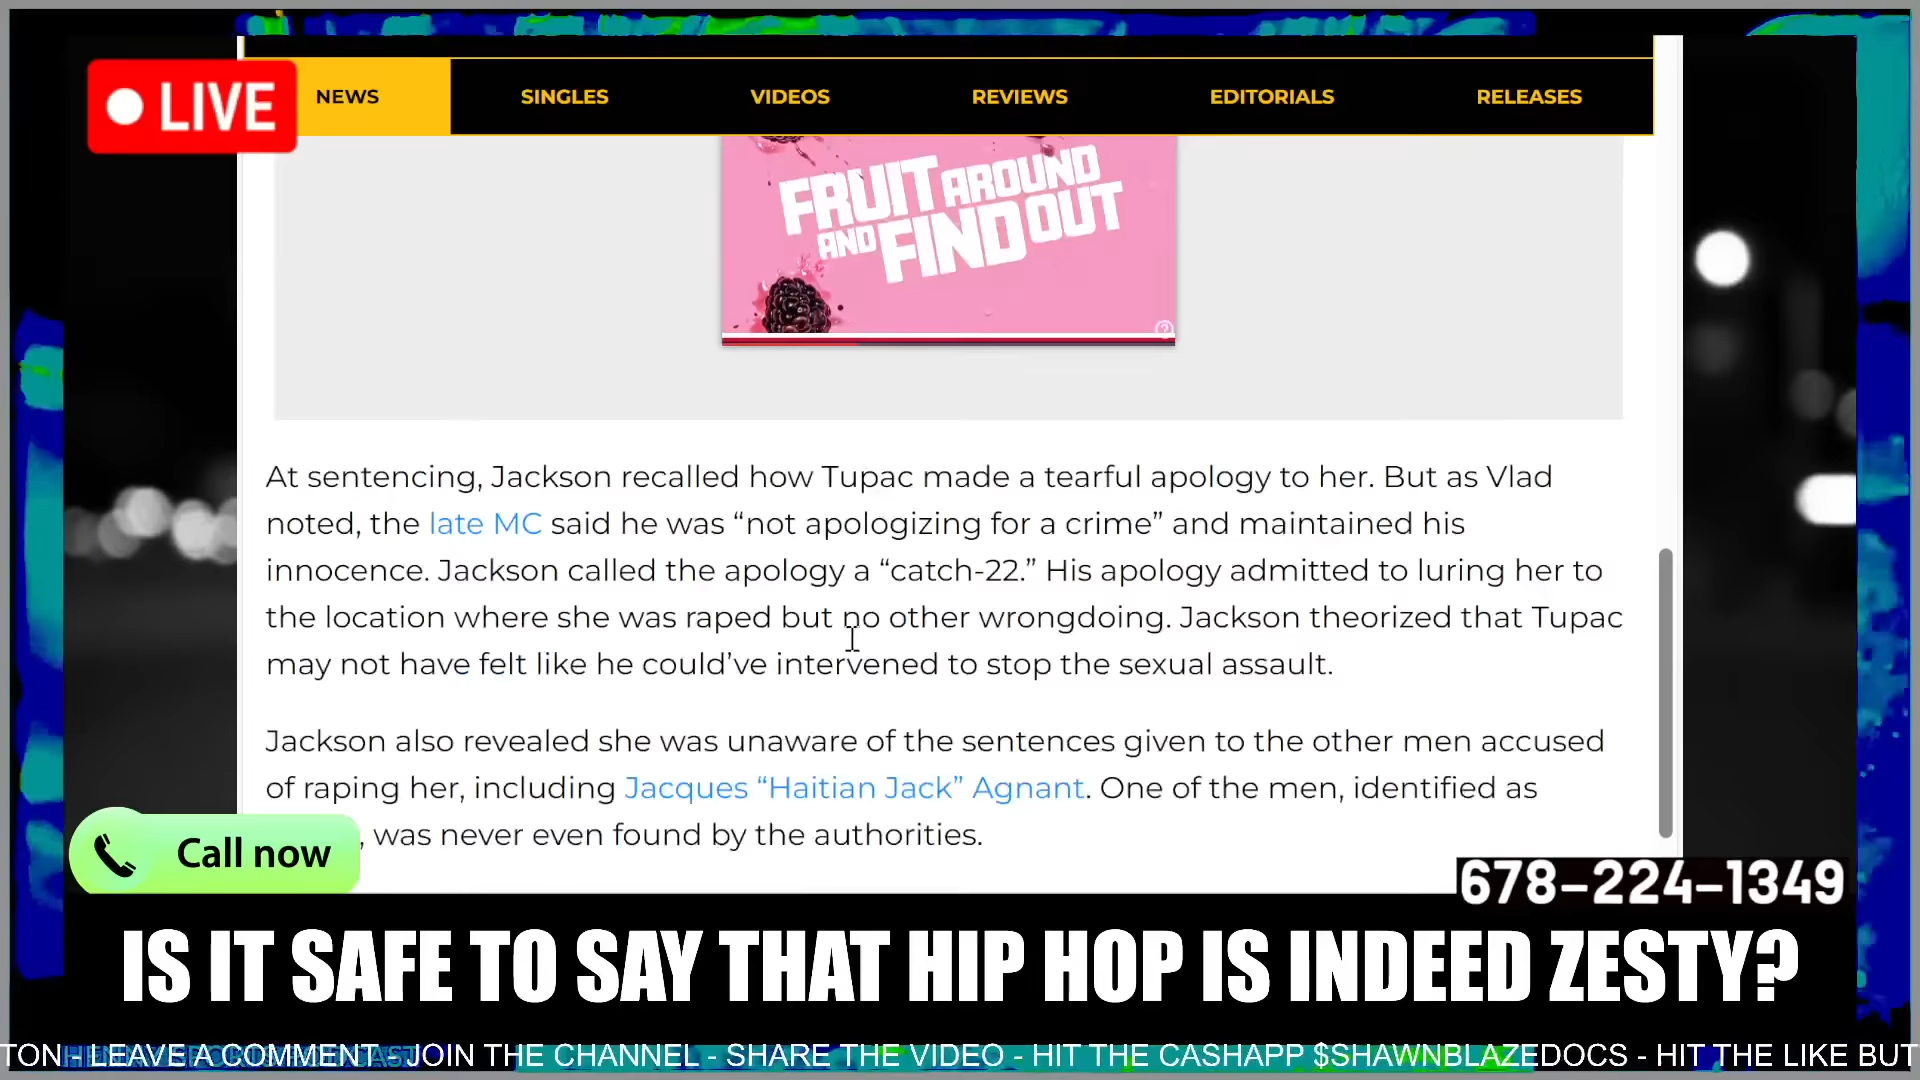 LIVE
NEWS
SINGLES
VIDEOS
REVIEWS
EDITORIALS
RELEASES
FRUIT AROUND
AND FIND OUT
At sentencing, Jackson recalled how Tupac made a tearful apology to her. But as Vlad
noted, the late MC said he was “not apologizing for a crime” and maintained his
innocence. Jackson called the apology a “catch-22.” His apology admitted to luring her to
the location where she was raped but no other wrongdoing. Jackson theorized that Tupac
may not have felt like he could’ve intervened to stop the sexual assault.
Jackson also revealed she was unaware of the sentences given to the other men accused
of raping her, including Jacques “Haitian Jack” Agnant. One of the men, identified as
, was never even found by the authorities.
Call now
678-224-1349
IS IT SAFE TO SAY THAT HIP HOP IS INDEED ZESTY?
TON - LEAVE A COMMENT - JOIN THE CHANNEL - SHARE THE VIDEO - HIT THE CASHAPP $SHAWNBLAZEDOCS - HIT THE LIKE BUT